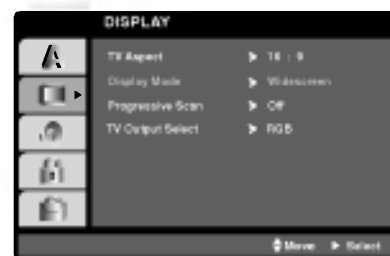 DISPLAY
TV Aspect 16 : 9
Display Mode Widescreen
Progressive Scan Off
TV Output Select RGB
Move Select